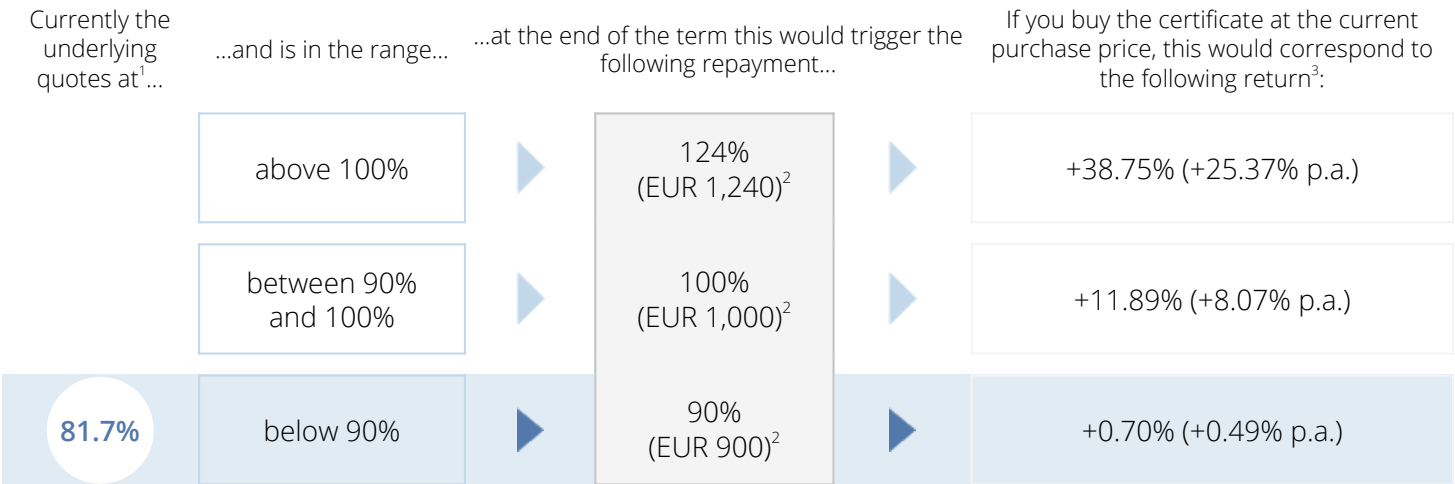 Currently the
underlying
quotes at¹...
...and is in the range...
...at the end of the term this would trigger the
following repayment...
If you buy the certificate at the current
purchase price, this would correspond to
the following return³:
above 100%
124%
(EUR 1,240)²
+38.75% (+25.37% p.a.)
between 90%
and 100%
100%
(EUR 1,000)²
+11.89% (+8.07% p.a.)
81.7%
below 90%
90%
(EUR 900)²
+0.70% (+0.49% p.a.)